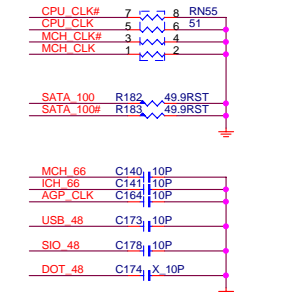 CPU_CLK# 7 8 RN55
CPU_CLK 5 6 51
MCH_CLK# 3 4
MCH_CLK 1 2
SATA_100 R182 49.9RST
SATA_100# R183 49.9RST
MCH_66 C140 10P
ICH_66 C141 10P
AGP_CLK C164 10P
USB_48 C173 10P
SIO_48 C178 10P
DOT_48 C174 X_10P